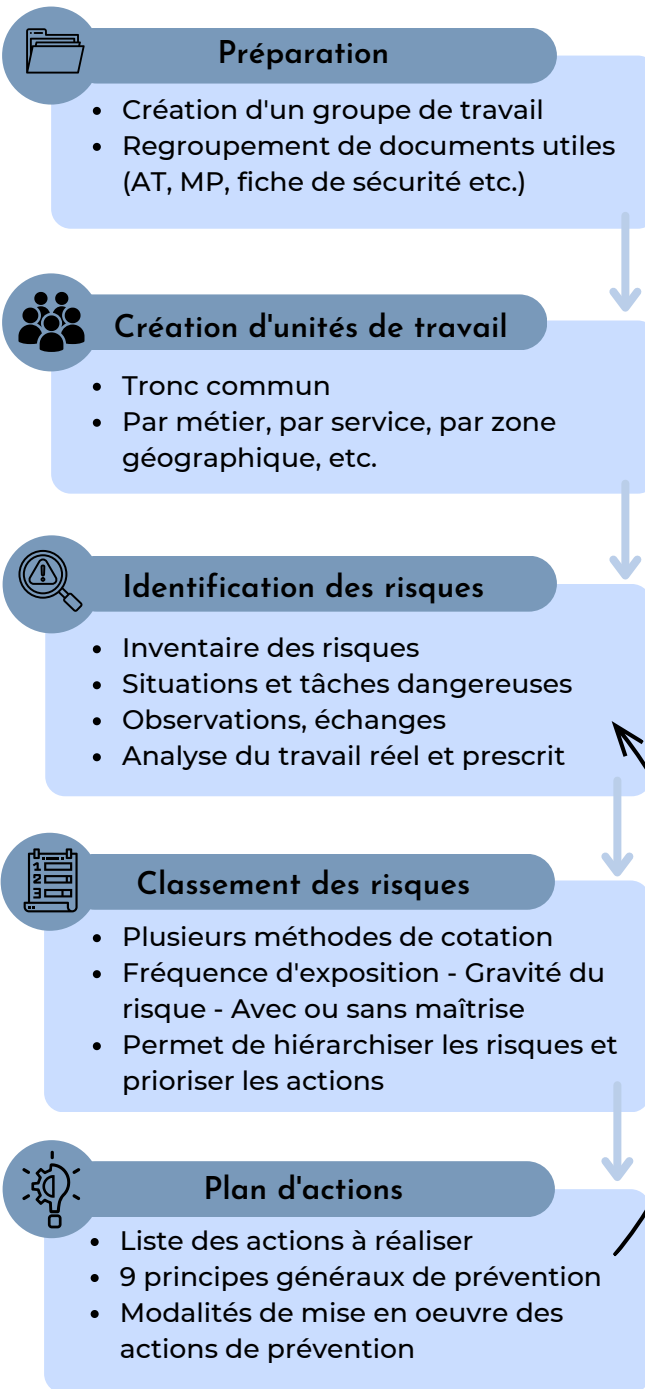 Préparation
• Création d'un groupe de travail
• Regroupement de documents utiles
(AT, MP, fiche de sécurité etc.)
Création d'unités de travail
• Tronc commun
• Par métier, par service, par zone
géographique, etc.
Identification des risques
• Inventaire des risques
• Situations et tâches dangereuses
• Observations, échanges
• Analyse du travail réel et prescrit
1
2
3
Classement des risques
• Plusieurs méthodes de cotation
• Fréquence d'exposition - Gravité du
risque - Avec ou sans maîtrise
• Permet de hiérarchiser les risques et
prioriser les actions
Plan d'actions
• Liste des actions à réaliser
• 9 principes généraux de prévention
• Modalités de mise en oeuvre des
actions de prévention